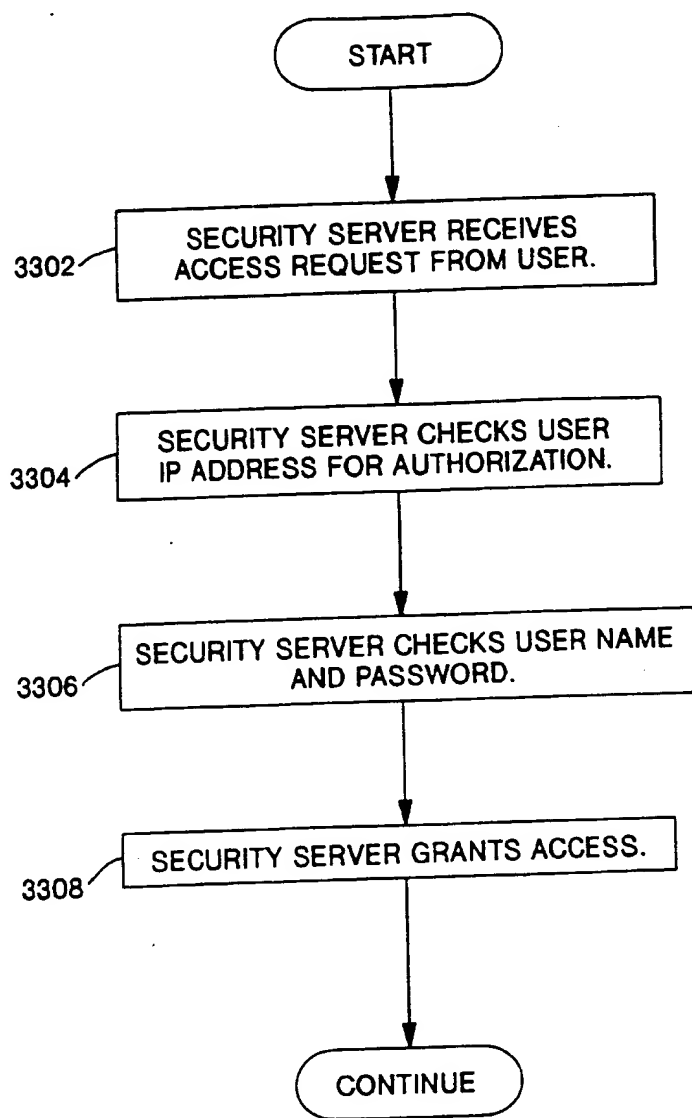 START
SECURITY SERVER RECEIVES
ACCESS REQUEST FROM USER.
3302
SECURITY SERVER CHECKS USER
IP ADDRESS FOR AUTHORIZATION.
3304
SECURITY SERVER CHECKS USER NAME
AND PASSWORD.
3306
SECURITY SERVER GRANTS ACCESS.
3308
CONTINUE